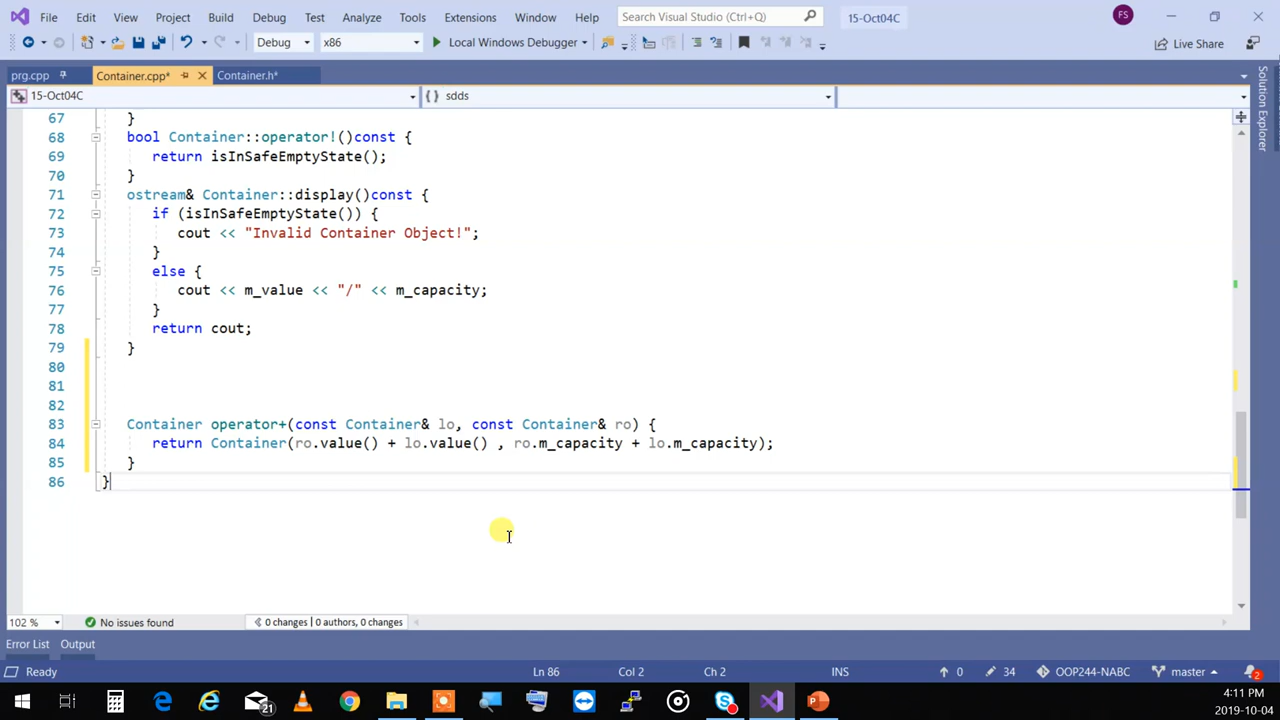 File Edit View Project Build Debug Test Analyze Tools Extensions Window Help Search Visual Studio (Ctrl+Q) 15-Oct04C FS
Debug x86 Local Windows Debugger Live Share
prg.cpp Container.cpp* Container.h*
15-Oct04C {} sdds
Solution Explorer
67 }
68 bool Container::operator!()const {
69 return isInSafeEmptyState();
70 }
71 ostream& Container::display()const {
72 if (isInSafeEmptyState()) {
73 cout << "Invalid Container Object!";
74 }
75 else {
76 cout << m_value << "/" << m_capacity;
77 }
78 return cout;
79 }
80
81
82
83 Container operator+(const Container& lo, const Container& ro) {
84 return Container(ro.value() + lo.value() , ro.m_capacity + lo.m_capacity);
85 }
86 }
102 % No issues found 0 changes | 0 authors, 0 changes
Error List Output
Ready Ln 86 Col 2 Ch 2 INS 0 34 OOP244-NABC master 2
21
4:11 PM
2019-10-04